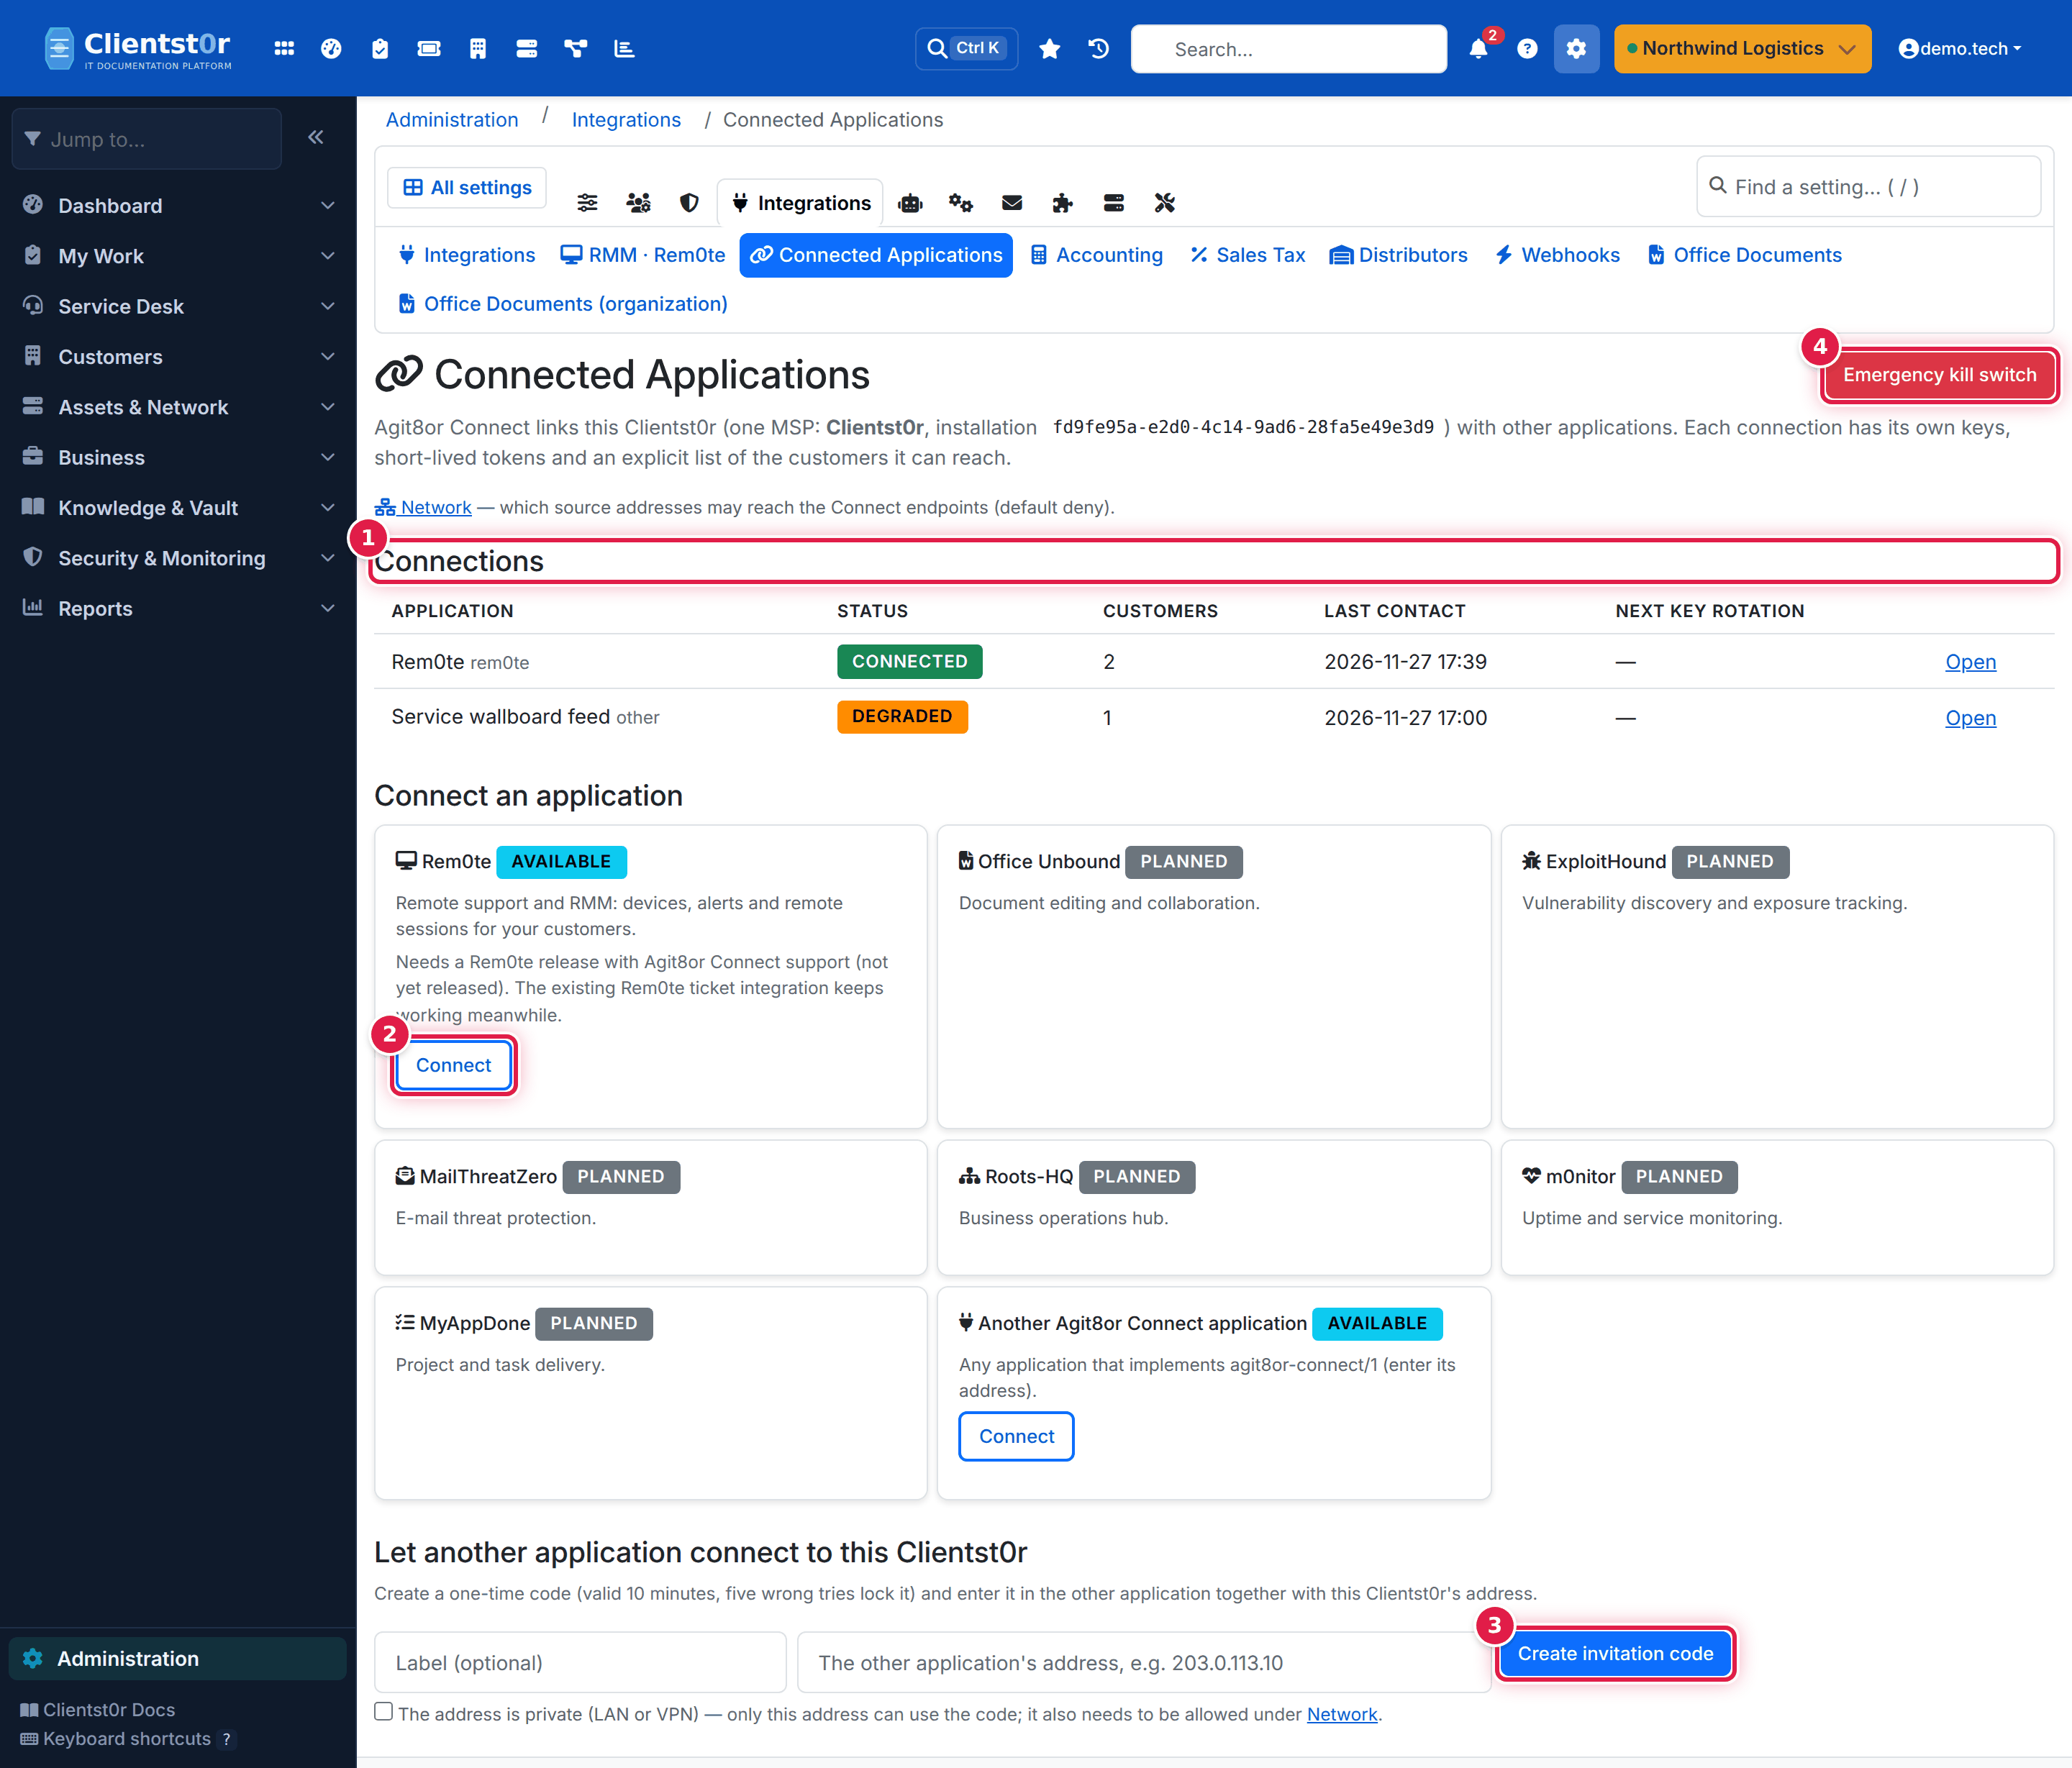 Clientst0r
IT DOCUMENTATION PLATFORM
Ctrl K
Search...
2
?
Northwind Logistics
demo.tech
Jump to...
Dashboard
My Work
Service Desk
Customers
Assets & Network
Business
Knowledge & Vault
Security & Monitoring
Reports
Administration
Clientst0r Docs
Keyboard shortcuts ?
Administration / Integrations / Connected Applications
All settings
Integrations
Find a setting... ( / )
Integrations
RMM · Rem0te
Connected Applications
Accounting
Sales Tax
Distributors
Webhooks
Office Documents
Office Documents (organization)
Connected Applications
4
Emergency kill switch
Agit8or Connect links this Clientst0r (one MSP: Clientst0r, installation fd9fe95a-e2d0-4c14-9ad6-28fa5e49e3d9 ) with other applications. Each connection has its own keys,
short-lived tokens and an explicit list of the customers it can reach.
Network — which source addresses may reach the Connect endpoints (default deny).
1
Connections
APPLICATION STATUS CUSTOMERS LAST CONTACT NEXT KEY ROTATION
Rem0te rem0te CONNECTED 2 2026-11-27 17:39 — Open
Service wallboard feed other DEGRADED 1 2026-11-27 17:00 — Open
Connect an application
Rem0te AVAILABLE
Remote support and RMM: devices, alerts and remote
sessions for your customers.
Needs a Rem0te release with Agit8or Connect support (not
yet released). The existing Rem0te ticket integration keeps
working meanwhile.
2
Connect
Office Unbound PLANNED
Document editing and collaboration.
ExploitHound PLANNED
Vulnerability discovery and exposure tracking.
MailThreatZero PLANNED
E-mail threat protection.
Roots-HQ PLANNED
Business operations hub.
m0nitor PLANNED
Uptime and service monitoring.
MyAppDone PLANNED
Project and task delivery.
Another Agit8or Connect application AVAILABLE
Any application that implements agit8or-connect/1 (enter its
address).
Connect
Let another application connect to this Clientst0r
Create a one-time code (valid 10 minutes, five wrong tries lock it) and enter it in the other application together with this Clientst0r's address.
Label (optional)
The other application's address, e.g. 203.0.113.10
3
Create invitation code
The address is private (LAN or VPN) — only this address can use the code; it also needs to be allowed under Network.